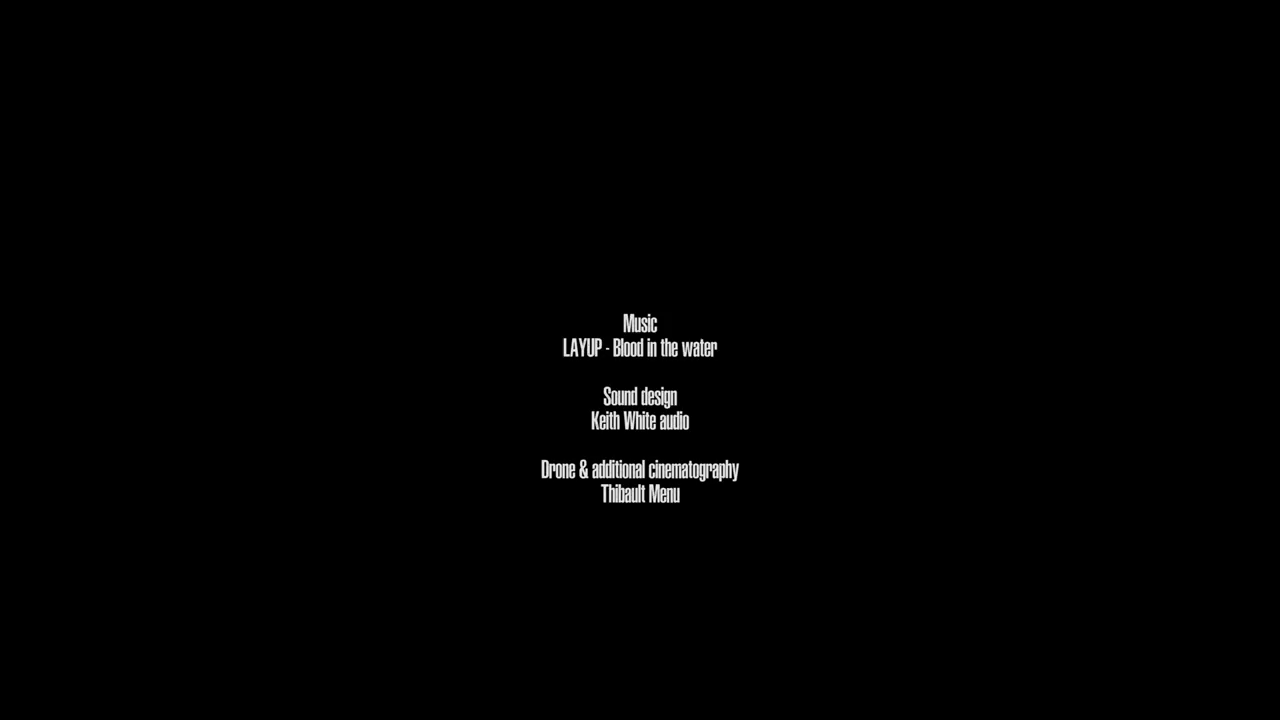 Music
LAYUP - Blood in the water
Sound design
Keith White audio
Drone & additional cinematography
Thibault Menu